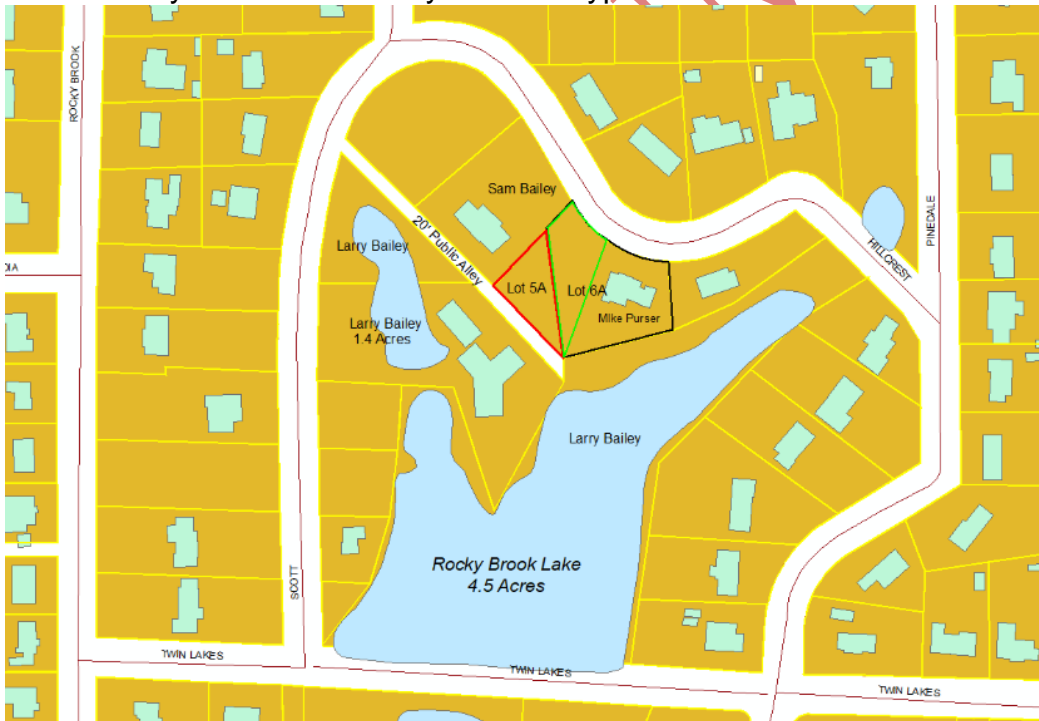 ROCKY BROOK
Sam Bailey
20' Public Alley
Larry Bailey
PINEDALE
HILLCREST
Lot 5A
Lot 6A
Mike Purser
Larry Bailey
1.4 Acres
Larry Bailey
Rocky Brook Lake
4.5 Acres
SCOTT
TWIN LAKES
TWIN LAKES
TWIN LAKES